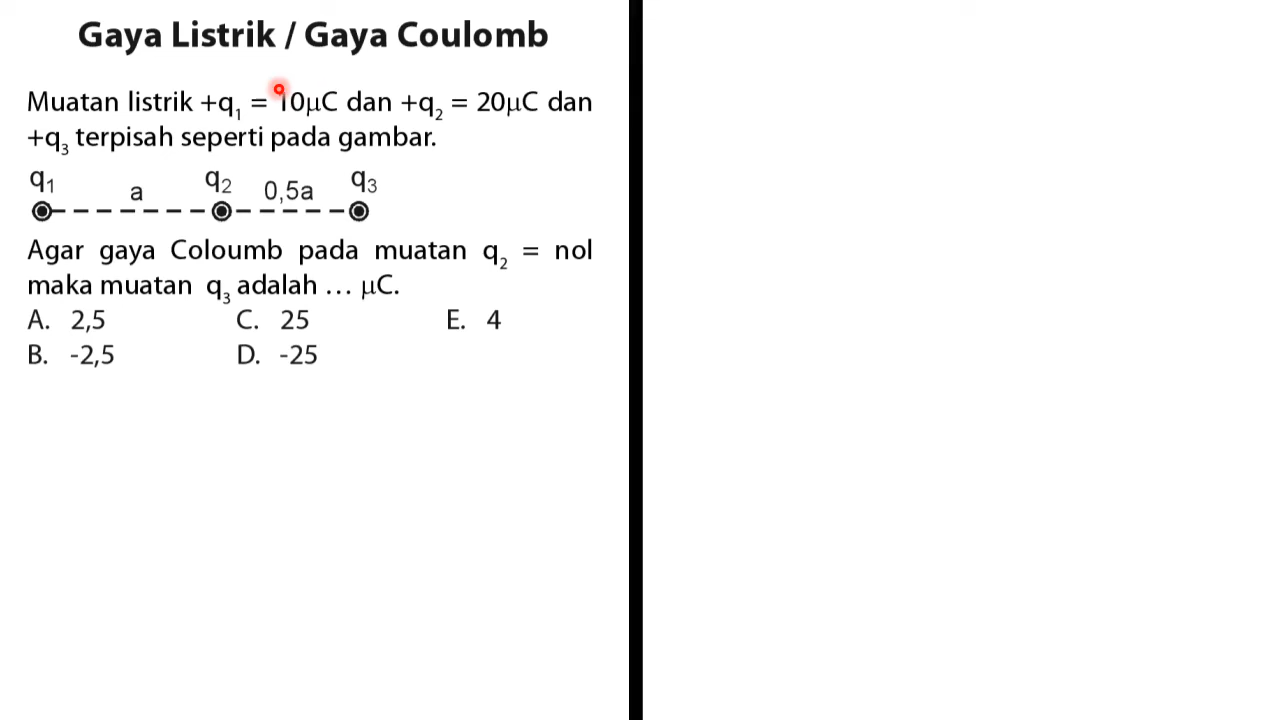 Gaya Listrik / Gaya Coulomb
Muatan listrik +q₁ = 10μC dan +q₂ = 20μC dan
+q₃ terpisah seperti pada gambar.
q₁ a q₂ 0,5a q₃
Agar gaya Coloumb pada muatan q₂ = nol
maka muatan q₃ adalah … μC.
A. 2,5 C. 25 E. 4
B. -2,5 D. -25